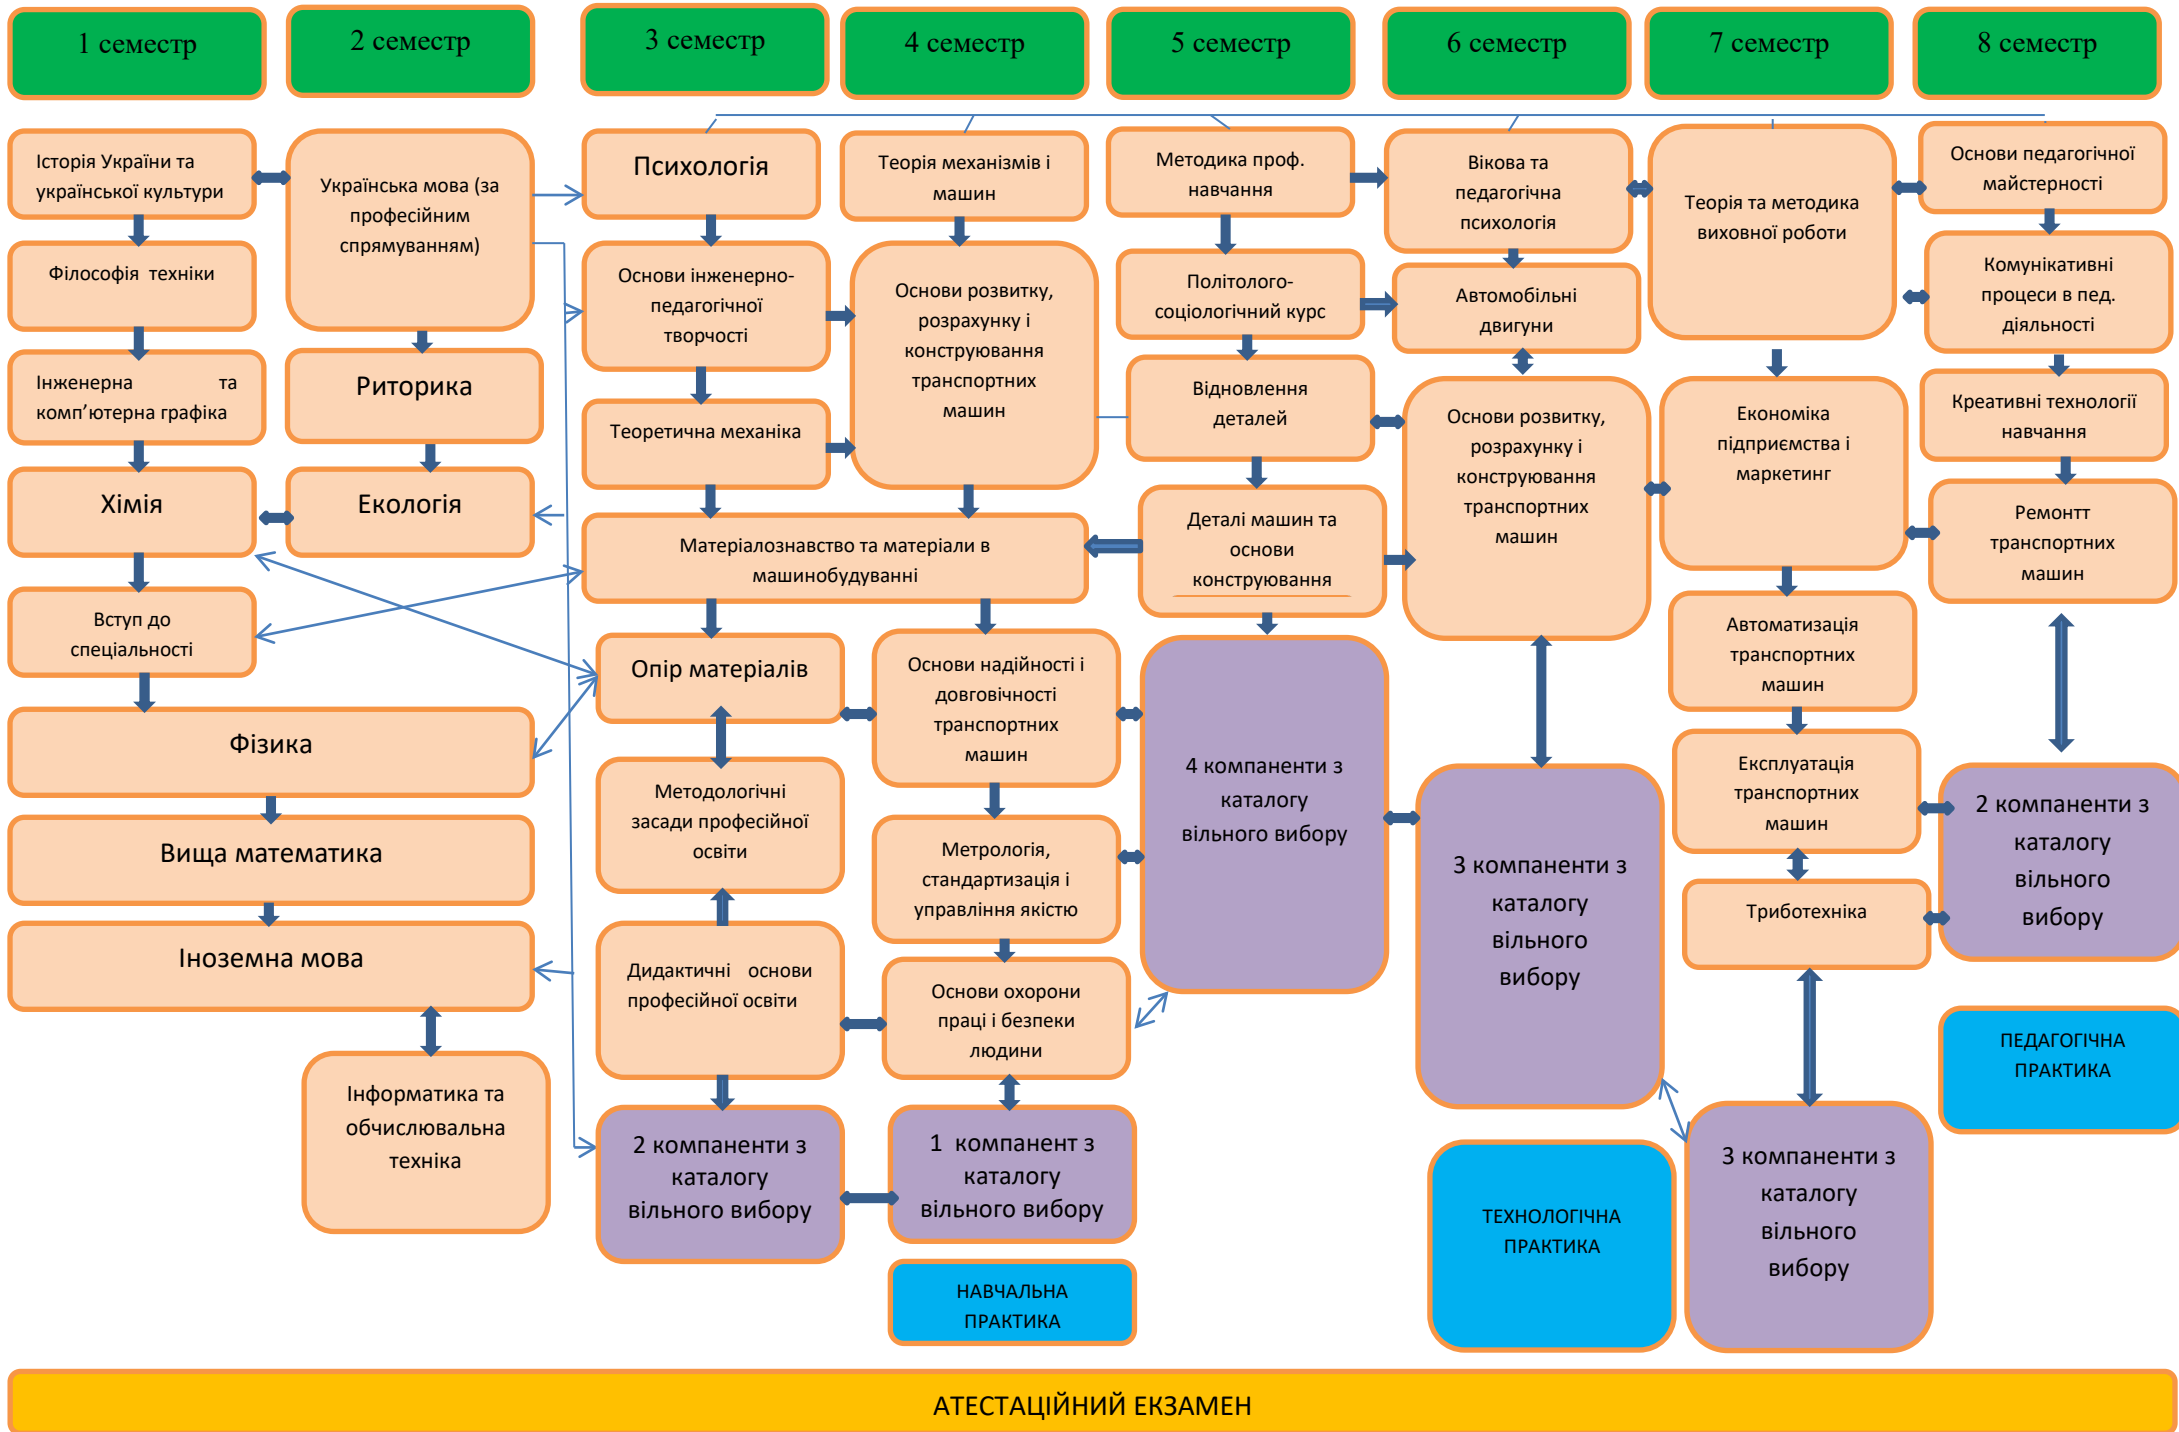 1 семестр
2 семестр
3 семестр
4 семестр
5 семестр
6 семестр
7 семестр
8 семестр
Історія України та
української культури
Філософія техніки
Інженерна та
комп’ютерна графіка
Хімія
Вступ до
спеціальності
Українська мова (за
професійним
спрямуванням)
Риторика
Екологія
Фізика
Вища математика
Іноземна мова
Інформатика та
обчислювальна
техніка
Психологія
Основи інженерно-
педагогічної
творчості
Теоретична механіка
Теорія механізмів і
машин
Основи розвитку,
розрахунку і
конструювання
транспортних
машин
Матеріалознавство та матеріали в
машинобудуванні
Опір матеріалів
Методологічні
засади професійної
освіти
Дидактичні основи
професійної освіти
2 компаненти з
каталогу
вільного вибору
Основи надійності і
довговічності
транспортних
машин
Метрологія,
стандартизація і
управління якістю
Основи охорони
праці і безпеки
людини
1 компанент з
каталогу
вільного вибору
НАВЧАЛЬНА
ПРАКТИКА
Методика проф.
навчання
Політолого-
соціологічний курс
Відновлення
деталей
Деталі машин та
основи
конструювання
4 компаненти з
каталогу
вільного вибору
Вікова та
педагогічна
психологія
Автомобільні
двигуни
Основи розвитку,
розрахунку і
конструювання
транспортних
машин
3 компаненти з
каталогу
вільного
вибору
ТЕХНОЛОГІЧНА
ПРАКТИКА
Теорія та методика
виховної роботи
Економіка
підприємства і
маркетинг
Автоматизація
транспортних
машин
Експлуатація
транспортних
машин
Триботехніка
3 компаненти з
каталогу
вільного
вибору
Основи педагогічної
майстерності
Комунікативні
процеси в пед.
діяльності
Креативні технології
навчання
Ремонтт
транспортних
машин
2 компаненти з
каталогу
вільного
вибору
ПЕДАГОГІЧНА
ПРАКТИКА
АТЕСТАЦІЙНИЙ ЕКЗАМЕН